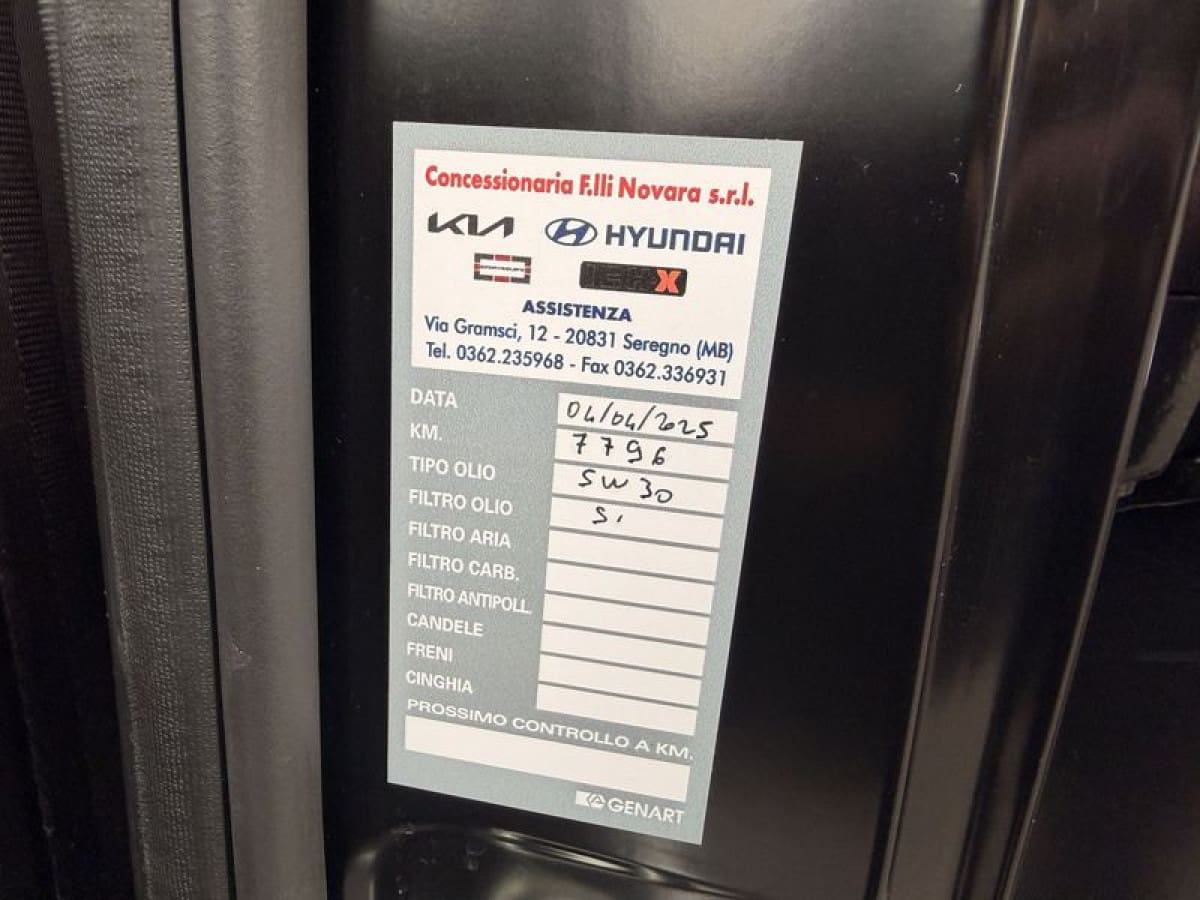 Concessionaria F.lli Novara s.r.l.
KIA HYUNDAI
ASSISTENZA
Via Gramsci, 12 - 20831 Seregno (MB)
Tel. 0362.235968 - Fax 0362.336931
DATA 04/04/2025
KM. 7796
TIPO OLIO 5W30
FILTRO OLIO Si
FILTRO ARIA
FILTRO CARB.
FILTRO ANTIPOLL.
CANDELE
FRENI
CINGHIA
PROSSIMO CONTROLLO A KM.
GENART